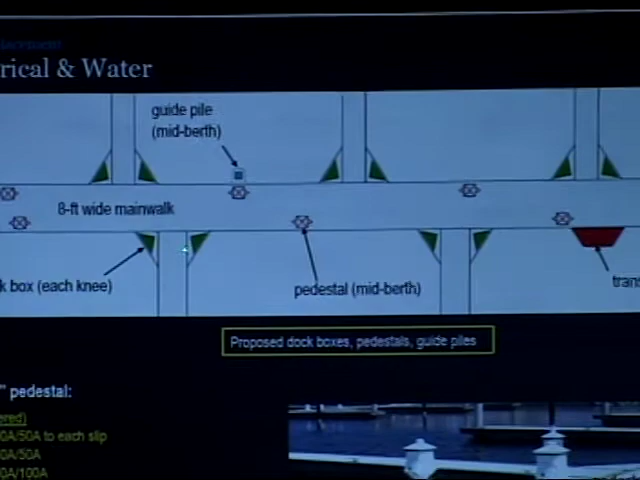 rical & Water
guide pile
(mid-berth)
8-ft wide mainwalk
k box (each knee)
pedestal (mid-berth)
trans
Proposed dock boxes, pedestals, guide piles
" pedestal:
ered)
0A/50A to each slip
0A/50A
0A/100A